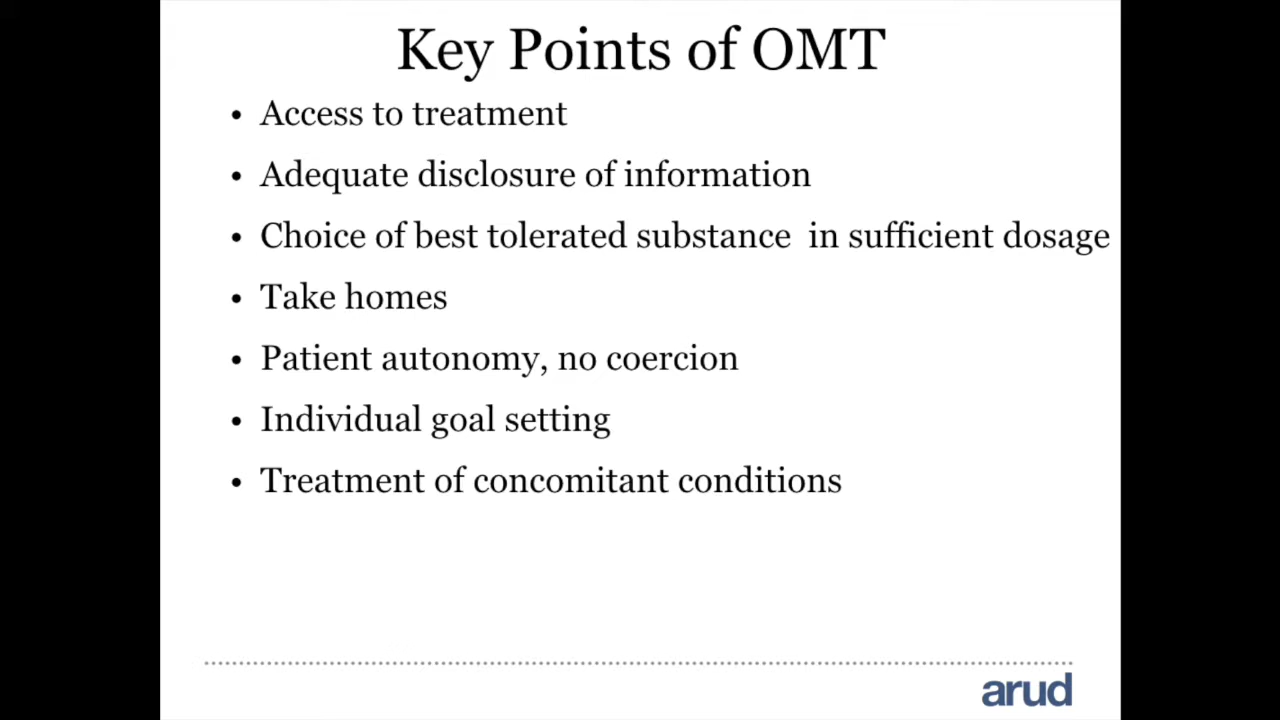 Key Points of OMT
• Access to treatment
• Adequate disclosure of information
• Choice of best tolerated substance  in sufficient dosage
• Take homes
• Patient autonomy, no coercion
• Individual goal setting
• Treatment of concomitant conditions
arud